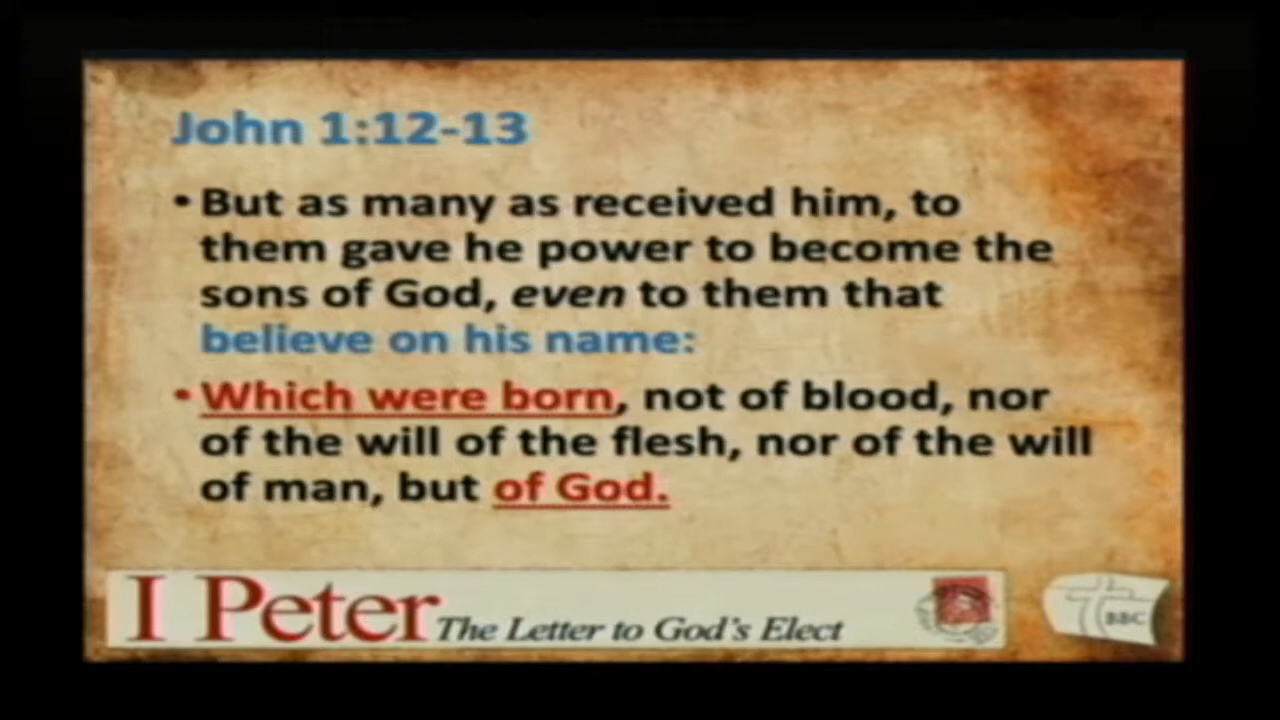 John 1:12-13
• But as many as received him, to
them gave he power to become the
sons of God, even to them that
believe on his name:
• Which were born, not of blood, nor
of the will of the flesh, nor of the will
of man, but of God.
I Peter The Letter to God's Elect
BBC